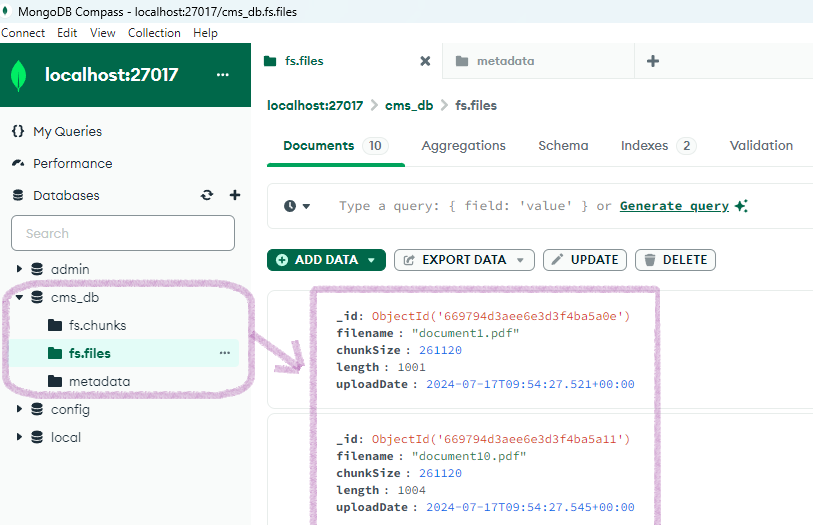 MongoDB Compass - localhost:27017/cms_db.fs.files
Connect Edit View Collection Help
localhost:27017 ...
{} My Queries
Performance
Databases
Search
admin
cms_db
fs.chunks
fs.files ...
metadata
config
local
fs.files metadata
localhost:27017 > cms_db > fs.files
Documents 10 Aggregations Schema Indexes 2 Validation
Type a query: { field: 'value' } or Generate query
ADD DATA EXPORT DATA UPDATE DELETE
_id: ObjectId('669794d3aee6e3d3f4ba5a0e')
filename : "document1.pdf"
chunkSize : 261120
length : 1001
uploadDate : 2024-07-17T09:54:27.521+00:00
_id: ObjectId('669794d3aee6e3d3f4ba5a11')
filename : "document10.pdf"
chunkSize : 261120
length : 1004
uploadDate : 2024-07-17T09:54:27.545+00:00